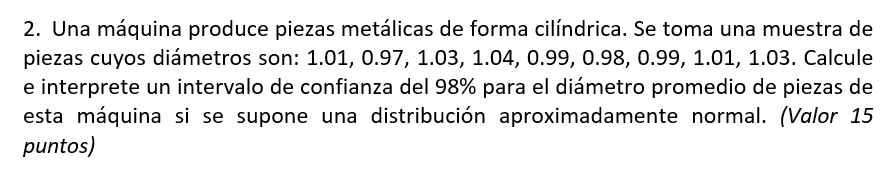 2. Una máquina produce piezas metálicas de forma cilíndrica. Se toma una muestra de
piezas cuyos diámetros son: 1.01, 0.97, 1.03, 1.04, 0.99, 0.98, 0.99, 1.01, 1.03. Calcule
e interprete un intervalo de confianza del 98% para el diámetro promedio de piezas de
esta máquina si se supone una distribución aproximadamente normal. (Valor 15
puntos)